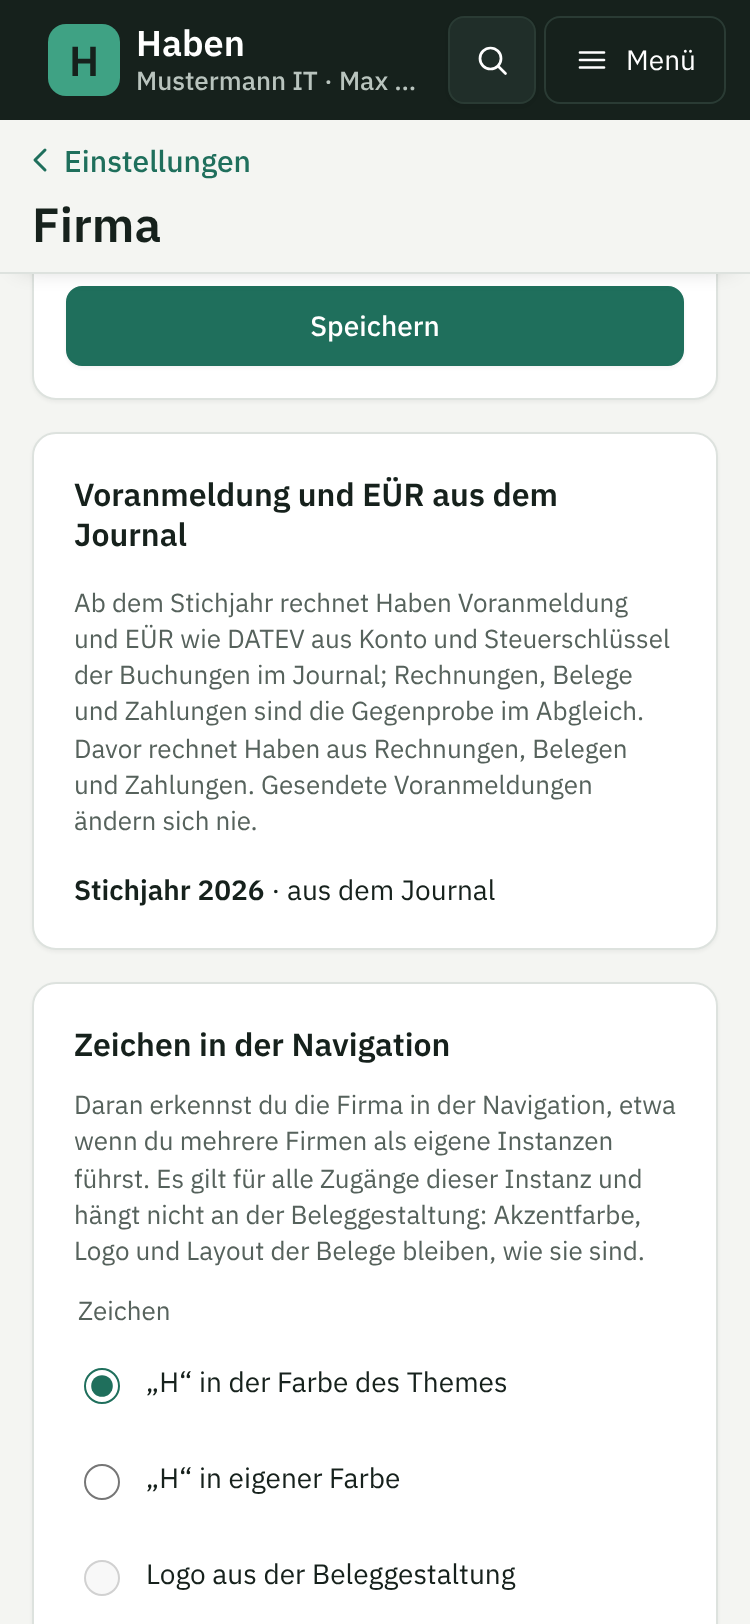 H
Haben
Mustermann IT · Max ...
Menü
Einstellungen
Firma
Speichern
Voranmeldung und EÜR aus dem
Journal
Ab dem Stichjahr rechnet Haben Voranmeldung
und EÜR wie DATEV aus Konto und Steuerschlüssel
der Buchungen im Journal; Rechnungen, Belege
und Zahlungen sind die Gegenprobe im Abgleich.
Davor rechnet Haben aus Rechnungen, Belegen
und Zahlungen. Gesendete Voranmeldungen
ändern sich nie.
Stichjahr 2026 · aus dem Journal
Zeichen in der Navigation
Daran erkennst du die Firma in der Navigation, etwa
wenn du mehrere Firmen als eigene Instanzen
führst. Es gilt für alle Zugänge dieser Instanz und
hängt nicht an der Beleggestaltung: Akzentfarbe,
Logo und Layout der Belege bleiben, wie sie sind.
Zeichen
„H“ in der Farbe des Themes
„H“ in eigener Farbe
Logo aus der Beleggestaltung